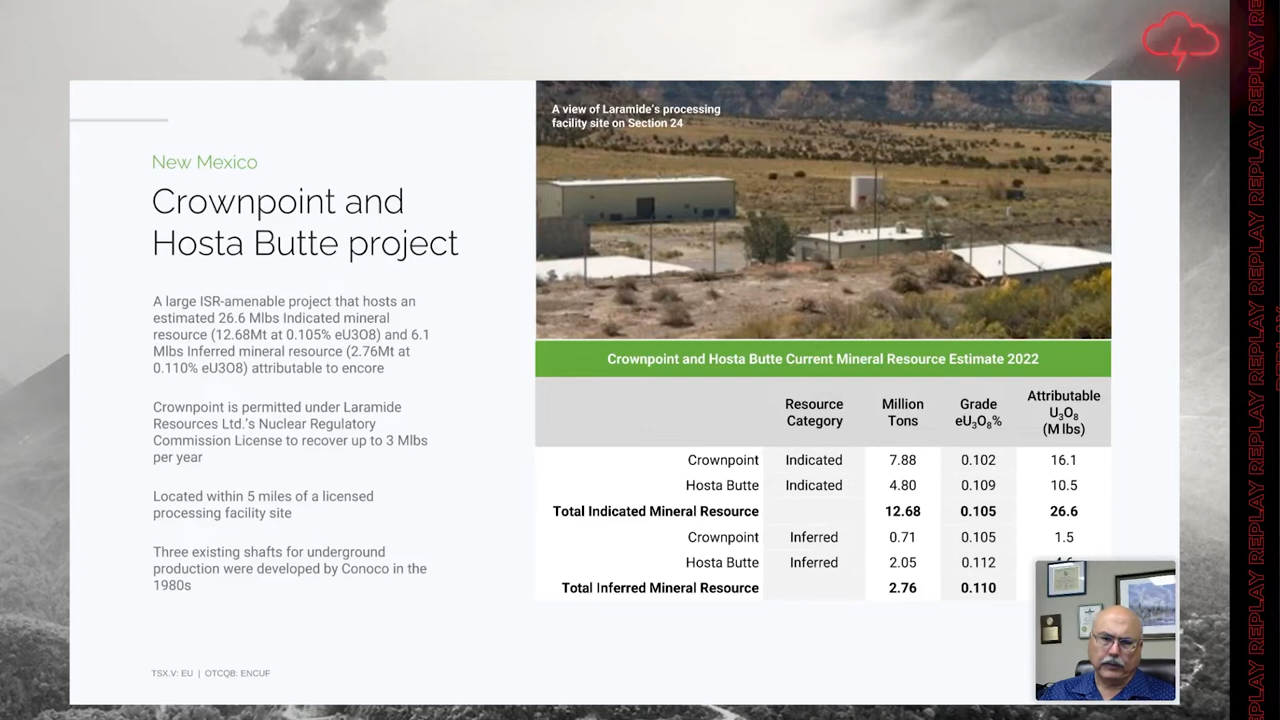 A view of Laramide's processing
facility site on Section 24
New Mexico
Crownpoint and
Hosta Butte project
A large ISR-amenable project that hosts an
estimated 26.6 Mlbs Indicated mineral
resource (12.68Mt at 0.105% eU3O8) and 6.1
Mlbs Inferred mineral resource (2.76Mt at
0.110% eU3O8) attributable to encore
Crownpoint is permitted under Laramide
Resources Ltd.'s Nuclear Regulatory
Commission License to recover up to 3 Mlbs
per year
Located within 5 miles of a licensed
processing facility site
Three existing shafts for underground
production were developed by Conoco in the
1980s
TSX.V: EU | OTCQB: ENCUF
Crownpoint and Hosta Butte Current Mineral Resource Estimate 2022
Resource Category Million Tons Grade eU₃O₈% Attributable U₃O₈ (M lbs)
Crownpoint Indicated 7.88 0.102 16.1
Hosta Butte Indicated 4.80 0.109 10.5
Total Indicated Mineral Resource 12.68 0.105 26.6
Crownpoint Inferred 0.71 0.105 1.5
Hosta Butte Inferred 2.05 0.112
Total Inferred Mineral Resource 2.76 0.110
REPLAY REPLAY REPLAY REPLAY REPLAY REPLAY REPLAY REPLAY